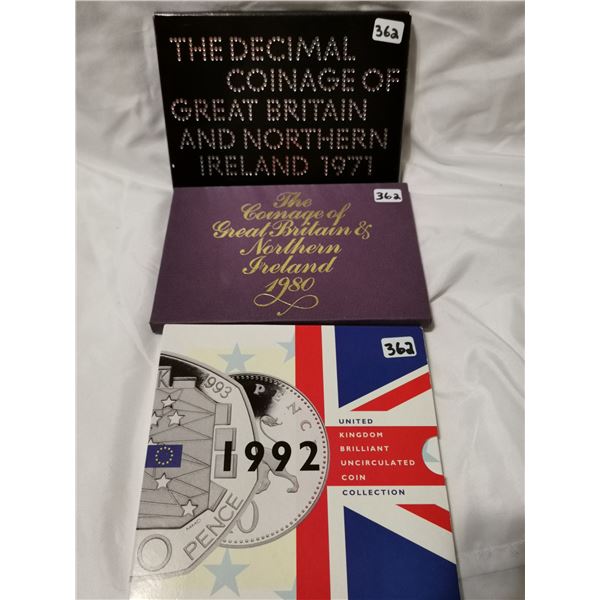 362
THE DECIMAL
COINAGE OF
GREAT BRITAIN
AND NORTHERN
IRELAND 1971
362
The
Coinage of
Great Britain &
Northern
Ireland
1980
362
1993
PENC
1992
PENCE
UNITED
KINGDOM
BRILLIANT
UNCIRCULATED
COIN
COLLECTION